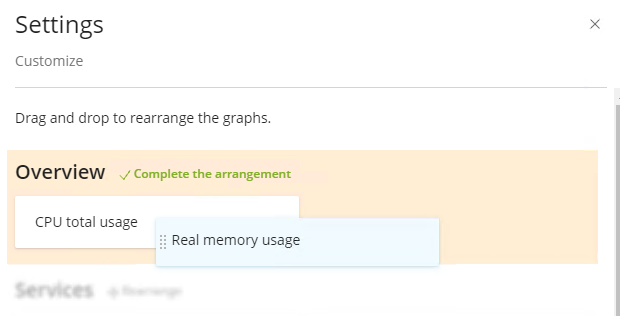 Settings
Customize
Drag and drop to rearrange the graphs.
Overview Complete the arrangement
CPU total usage
Real memory usage
Services Rearrange